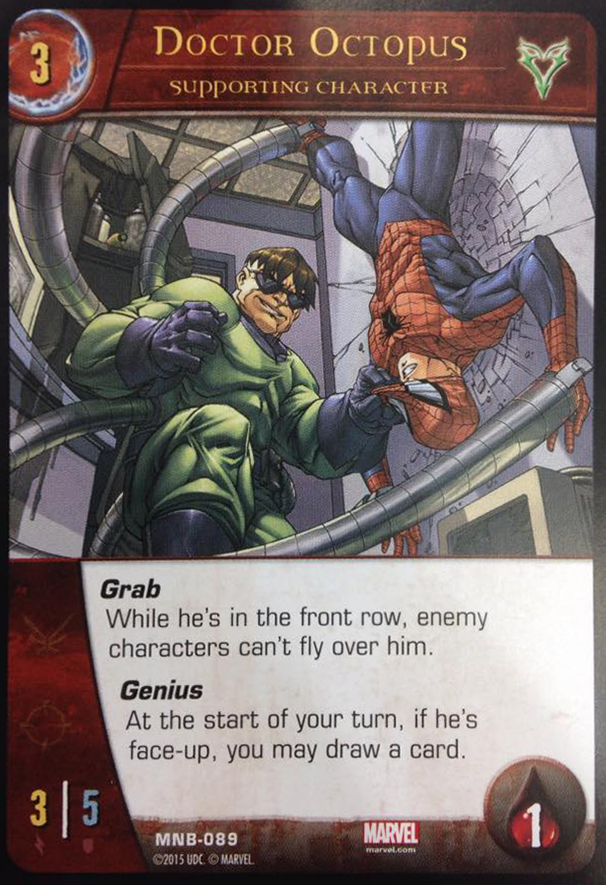 3
Doctor Octopus
Supporting Character
Grab
While he's in the front row, enemy
characters can't fly over him.
Genius
At the start of your turn, if he's
face-up, you may draw a card.
3 | 5
1
MNB-089
©2015 UDC. © MARVEL.
MARVEL
marvel.com